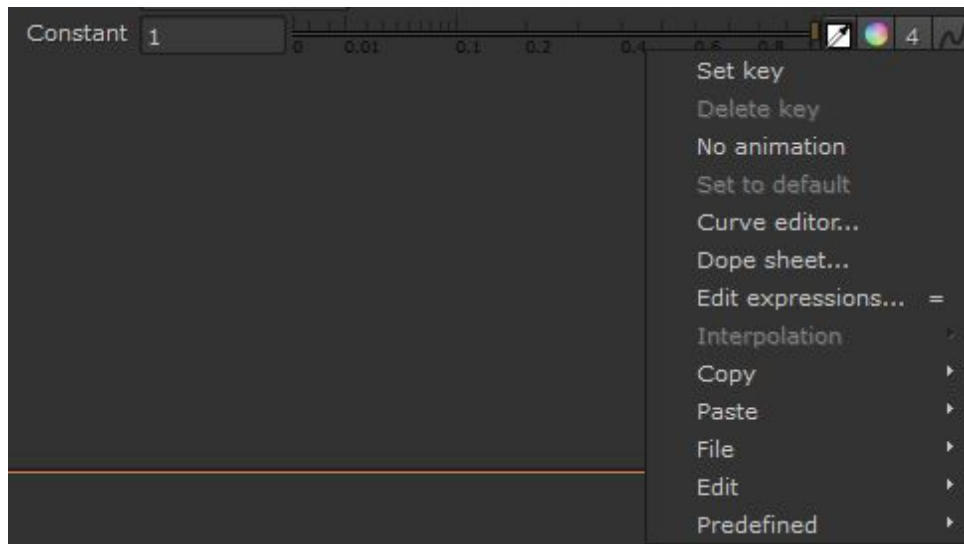 Constant 1 0 0.01 0.1 0.2 0.4 0.6 0.8 4
Set key
Delete key
No animation
Set to default
Curve editor...
Dope sheet...
Edit expressions... =
Interpolation
Copy
Paste
File
Edit
Predefined